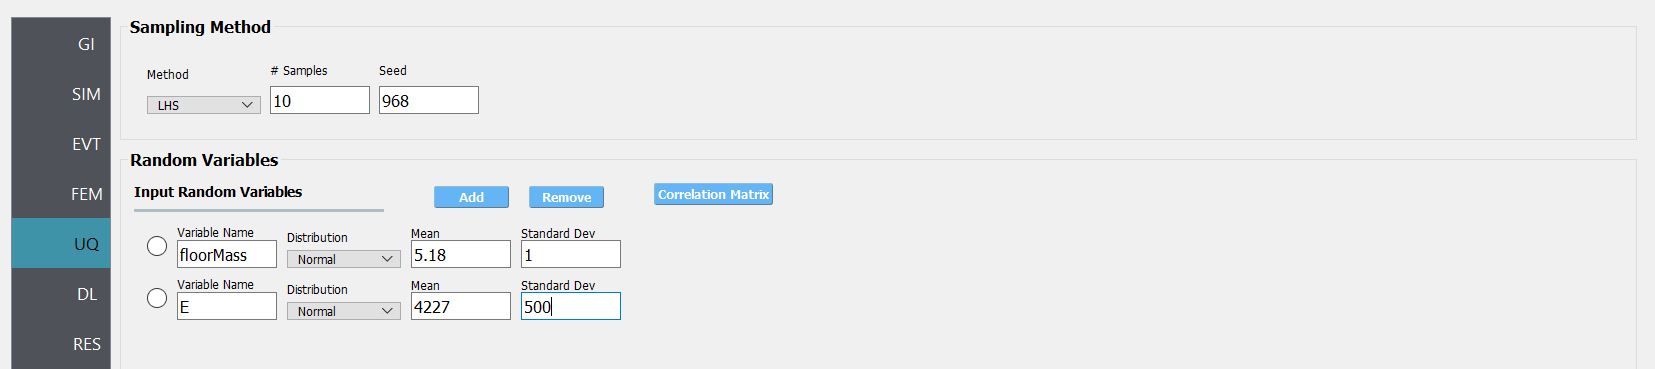 GI
SIM
EVT
FEM
UQ
DL
RES
Sampling Method
Method
# Samples
Seed
LHS
10
968
Random Variables
Input Random Variables
Add
Remove
Correlation Matrix
Variable Name
Distribution
Mean
Standard Dev
floorMass
Normal
5.18
1
Variable Name
Distribution
Mean
Standard Dev
E
Normal
4227
500